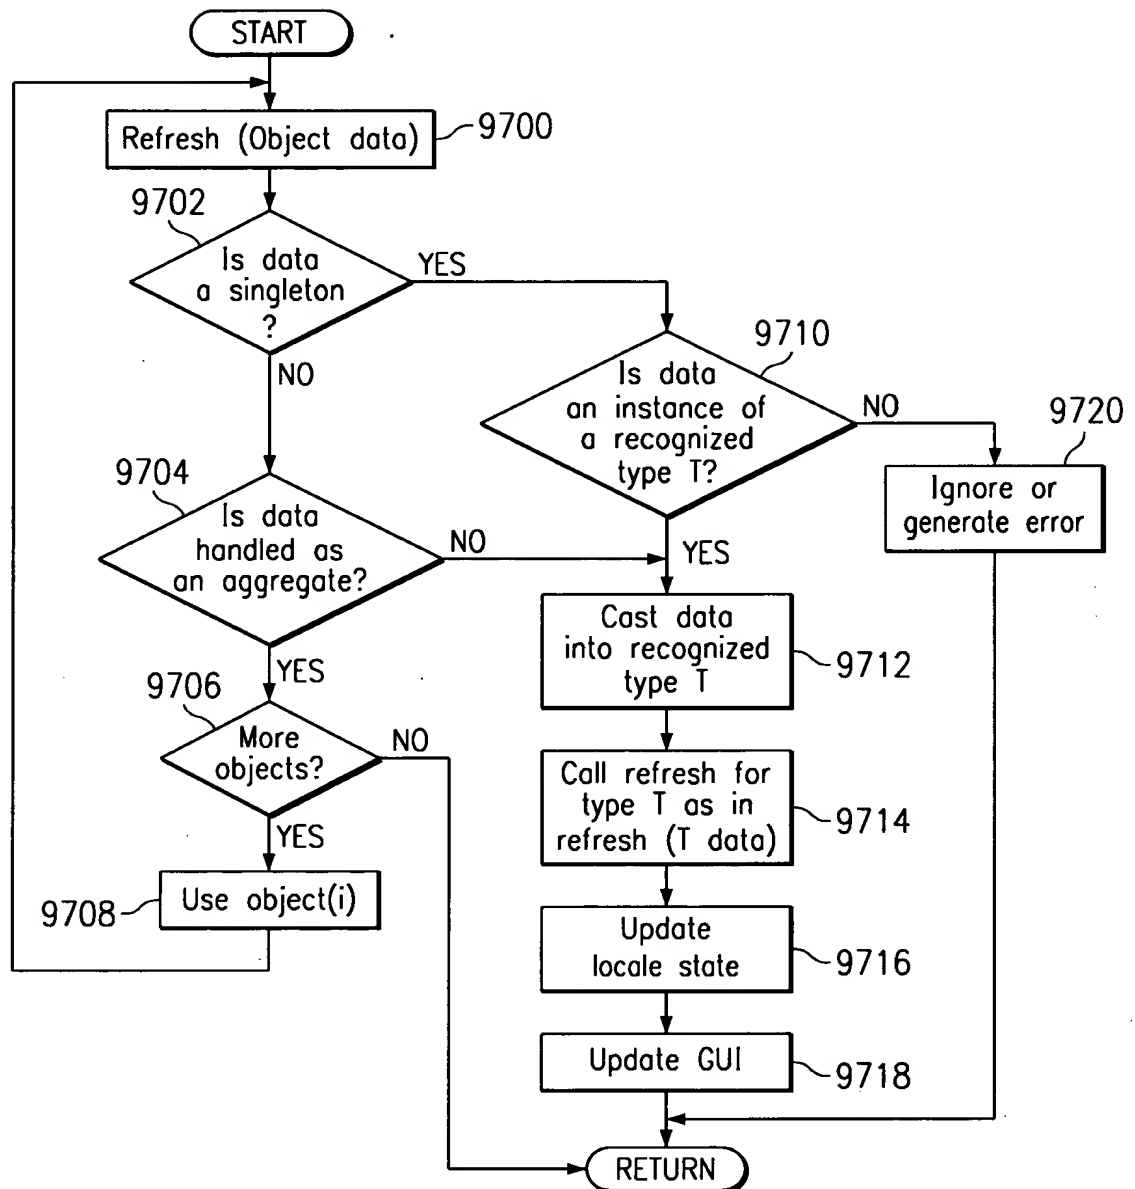 START
Refresh (Object data)
9700
9702
Is data
a singleton
?
YES
NO
9710
Is data
an instance of
a recognized
type T?
NO
9720
Ignore or
generate error
YES
9704
Is data
handled as
an aggregate?
NO
YES
Cast data
into recognized
type T
9712
9706
More
objects?
NO
YES
Call refresh for
type T as in
refresh (T data)
9714
9708
Use object(i)
Update
locale state
9716
Update GUI
9718
RETURN